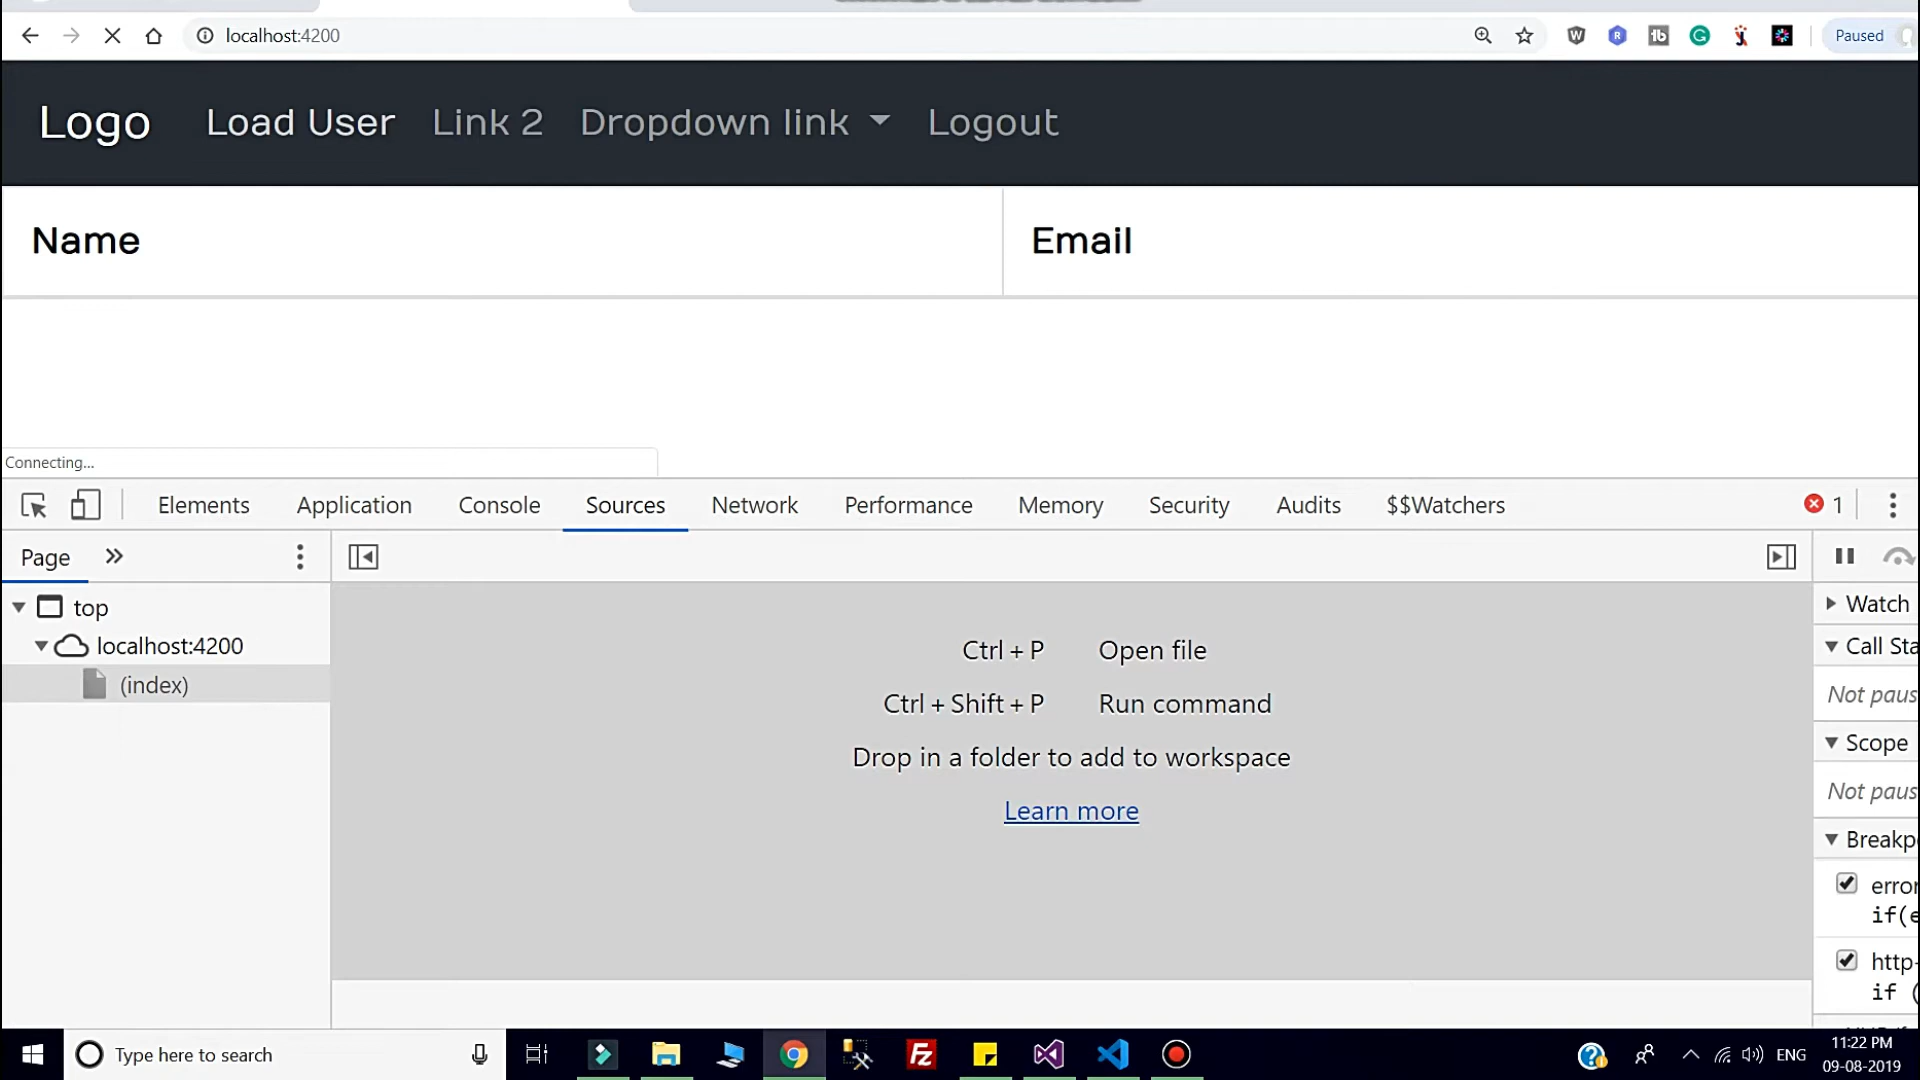 localhost:4200
Paused
Logo Load User Link 2 Dropdown link Logout
Name Email
Connecting...
Elements Application Console Sources Network Performance Memory Security Audits $$Watchers 1
Page
top
localhost:4200
(index)
Ctrl + P Open file
Ctrl + Shift + P Run command
Drop in a folder to add to workspace
Learn more
Watch
Call Sta
Not paus
Scope
Not paus
Breakp
error
if(e
http-
if (
Type here to search
ENG
11:22 PM
09-08-2019